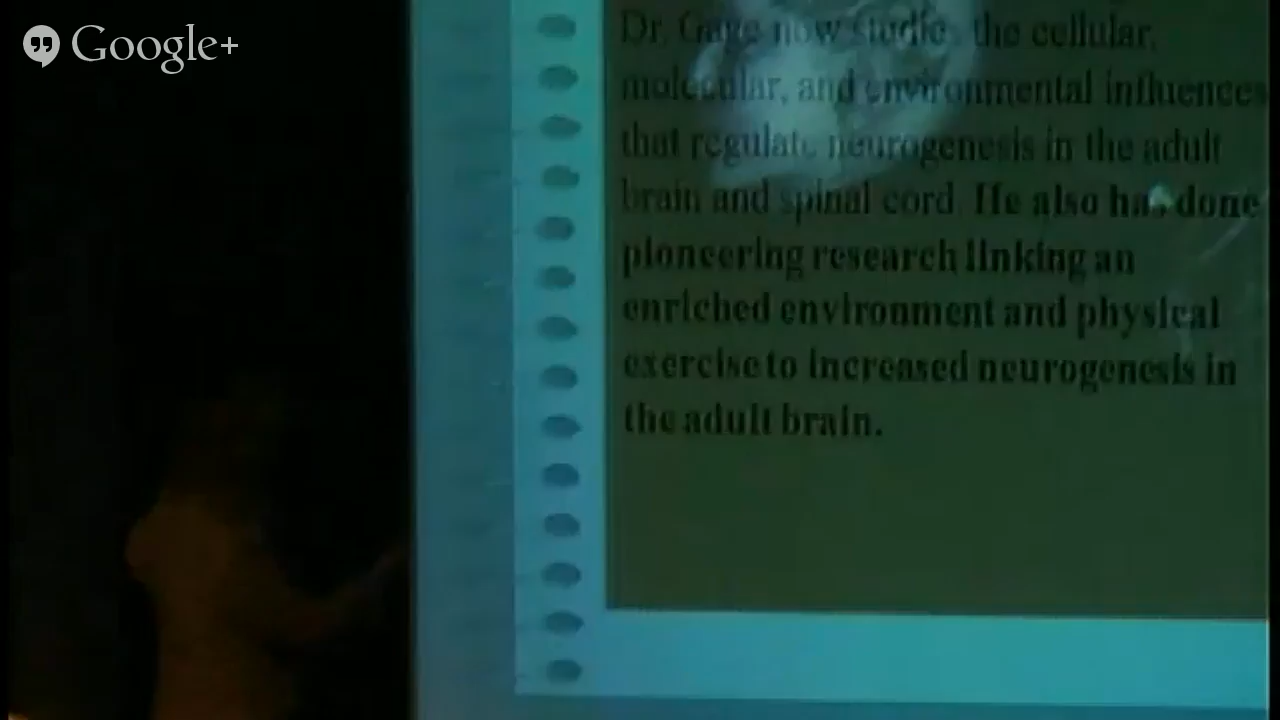 Google+
Dr. Gage now studies the cellular,
molecular, and environmental influences
that regulate neurogenesis in the adult
brain and spinal cord. He also has done
pioneering research linking an
enriched environment and physical
exercise to increased neurogenesis in
the adult brain.